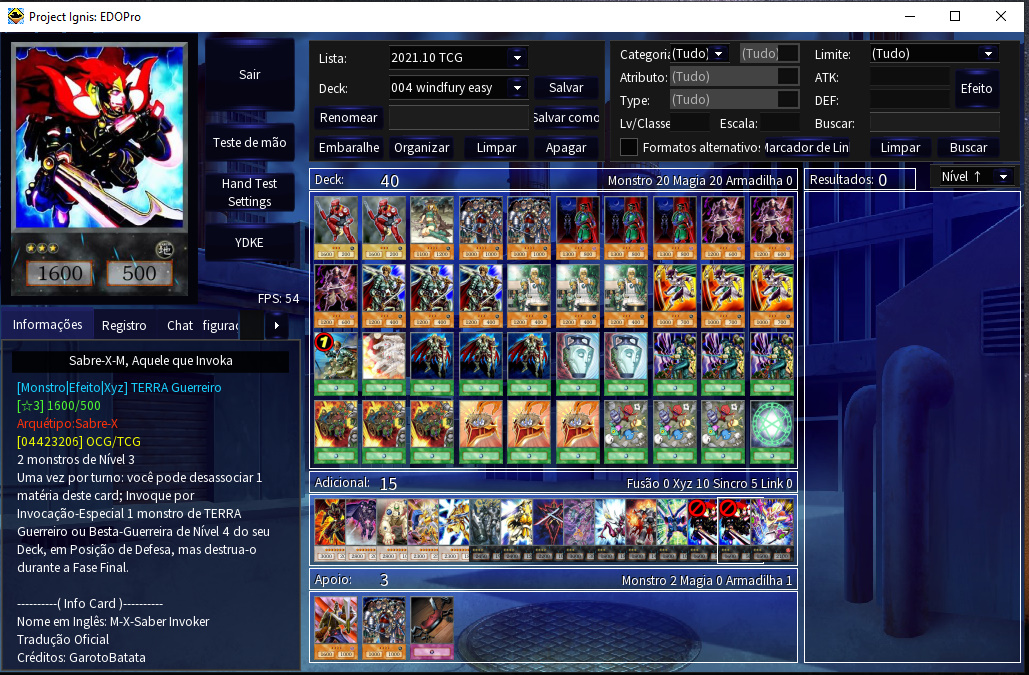 Project Ignis: EDOPro
1600 500
Sair
Teste de mão
Hand Test
Settings
YDKE
FPS: 54
Lista: 2021.10 TCG
Deck: 004 windfury easy Salvar
Renomear Salvar como
Embaralhe Organizar Limpar Apagar
Categoria (Tudo) (Tudo) Limite: (Tudo)
Atributo: (Tudo) ATK:
Type: (Tudo) DEF: Efeito
Lv/Classe Escala: Buscar:
Formatos alternativos Marcador de Lin Limpar Buscar
Deck: 40 Monstro 20 Magia 20 Armadilha 0
Resultados: 0 Nível ↑
Informações Registro Chat figurac
Sabre-X-M, Aquele que Invoka
[Monstro|Efeito|Xyz] TERRA Guerreiro
[☆3] 1600/500
Arquétipo:Sabre-X
[04423206] OCG/TCG
2 monstros de Nível 3
Uma vez por turno: você pode desassociar 1
matéria deste card; Invoque por
Invocação-Especial 1 monstro de TERRA
Guerreiro ou Besta-Guerreira de Nível 4 do seu
Deck, em Posição de Defesa, mas destrua-o
durante a Fase Final.
----------( Info Card )----------
Nome em Inglês: M-X-Saber Invoker
Tradução Oficial
Créditos: GarotoBatata
Adicional: 15 Fusão 0 Xyz 10 Sincro 5 Link 0
Apoio: 3 Monstro 2 Magia 0 Armadilha 1